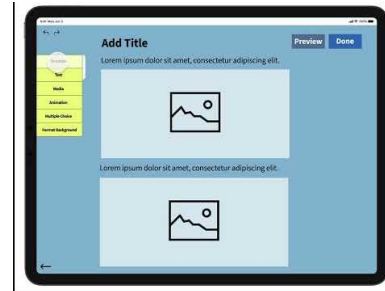 Add Title
Preview
Done
Lorem ipsum dolor sit amet, consectetur adipiscing elit.
Text
Media
Animation
Multiple Choice
Format Background
Lorem ipsum dolor sit amet, consectetur adipiscing elit.